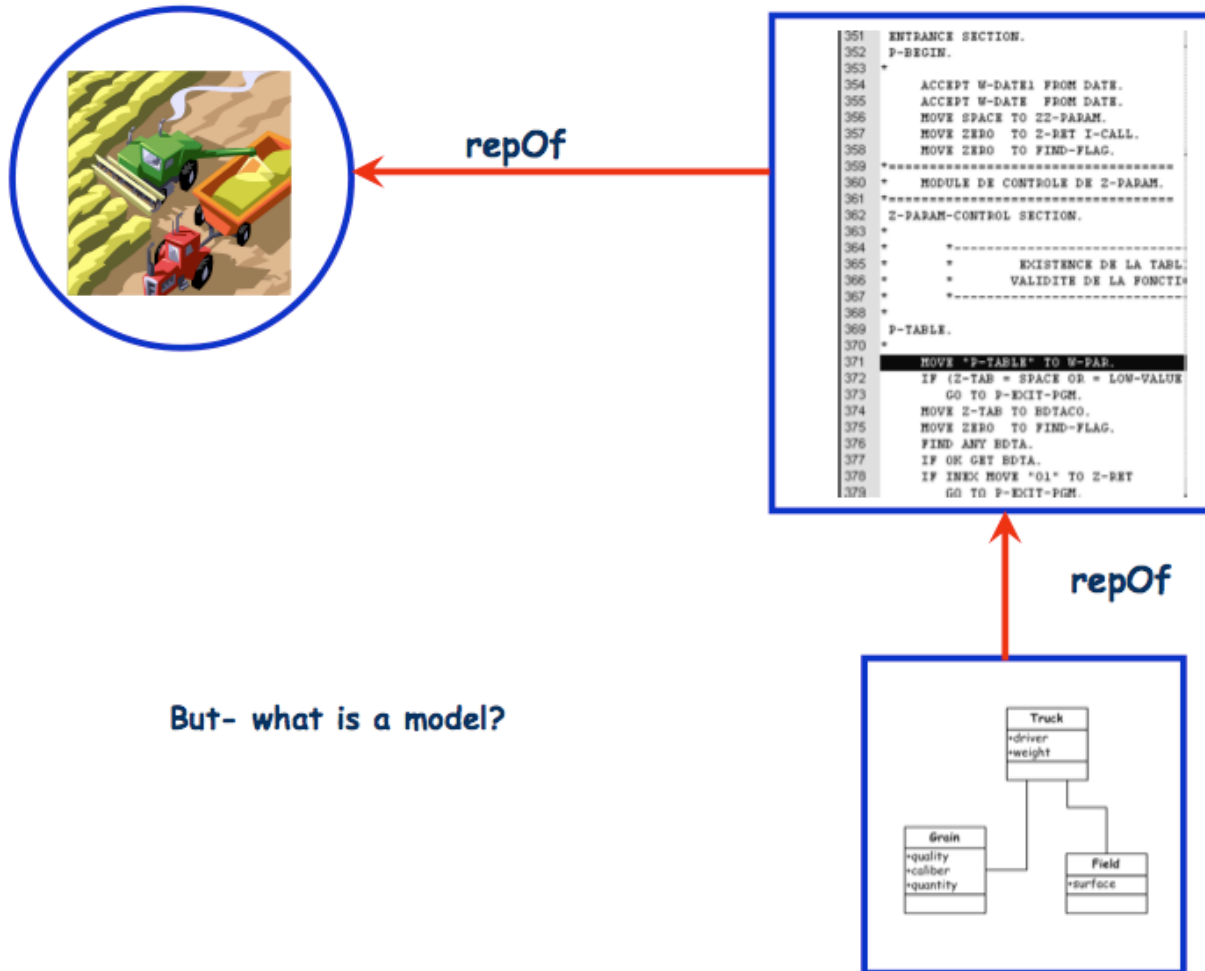 repOf
351 ENTRANCE SECTION.
352 P-BEGIN.
353 *
354 ACCEPT W-DATE1 FROM DATE.
355 ACCEPT W-DATE FROM DATE.
356 MOVE SPACE TO ZZ-PARAM.
357 MOVE ZERO TO Z-RET I-CALL.
358 MOVE ZERO TO FIND-FLAG.
359 *===================================
360 * MODULE DE CONTROLE DE Z-PARAM.
361 *===================================
362 Z-PARAM-CONTROL SECTION.
363 *
364 * *-----------------------------
365 * * EXISTENCE DE LA TABL
366 * * VALIDITE DE LA FONCTI
367 * *-----------------------------
368 *
369 P-TABLE.
370 *
371 MOVE "P-TABLE" TO W-PAR.
372 IF (Z-TAB = SPACE OR = LOW-VALUE
373 GO TO P-EXIT-PGM.
374 MOVE Z-TAB TO BDTACO.
375 MOVE ZERO TO FIND-FLAG.
376 FIND ANY BDTA.
377 IF OK GET BDTA.
378 IF INEX MOVE "01" TO Z-RET
379 GO TO P-EXIT-PGM.
repOf
But- what is a model?
Truck
+driver
+weight
Grain
+quality
+caliber
+quantity
Field
+surface